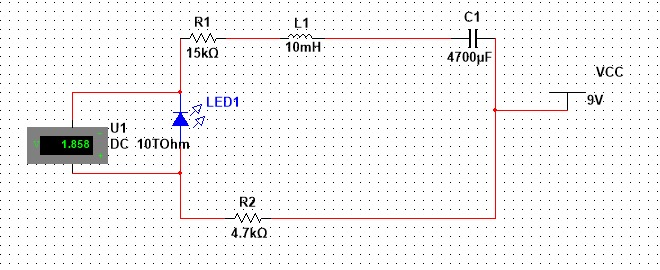 R1
15kΩ
L1
10mH
C1
4700µF
VCC
9V
LED1
U1
1.858
DC 10TOhm
R2
4.7kΩ